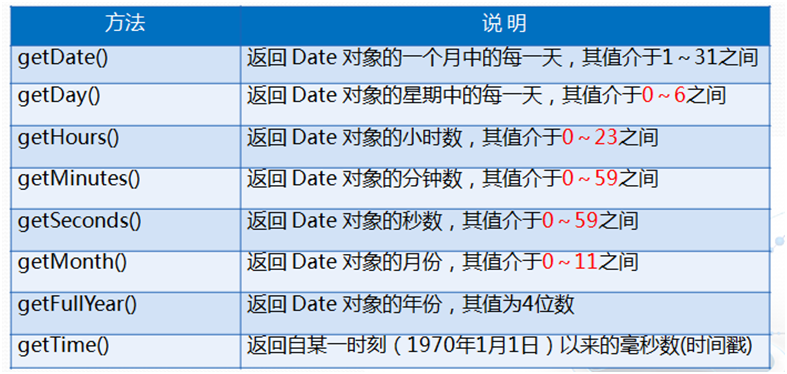 方法 说 明
getDate() 返回 Date 对象的一个月中的每一天，其值介于1～31之间
getDay() 返回 Date 对象的星期中的每一天，其值介于0～6之间
getHours() 返回 Date 对象的小时数，其值介于0～23之间
getMinutes() 返回 Date 对象的分钟数，其值介于0～59之间
getSeconds() 返回 Date 对象的秒数，其值介于0～59之间
getMonth() 返回 Date 对象的月份，其值介于0～11之间
getFullYear() 返回 Date 对象的年份，其值为4位数
getTime() 返回自某一时刻（1970年1月1日）以来的毫秒数(时间戳)